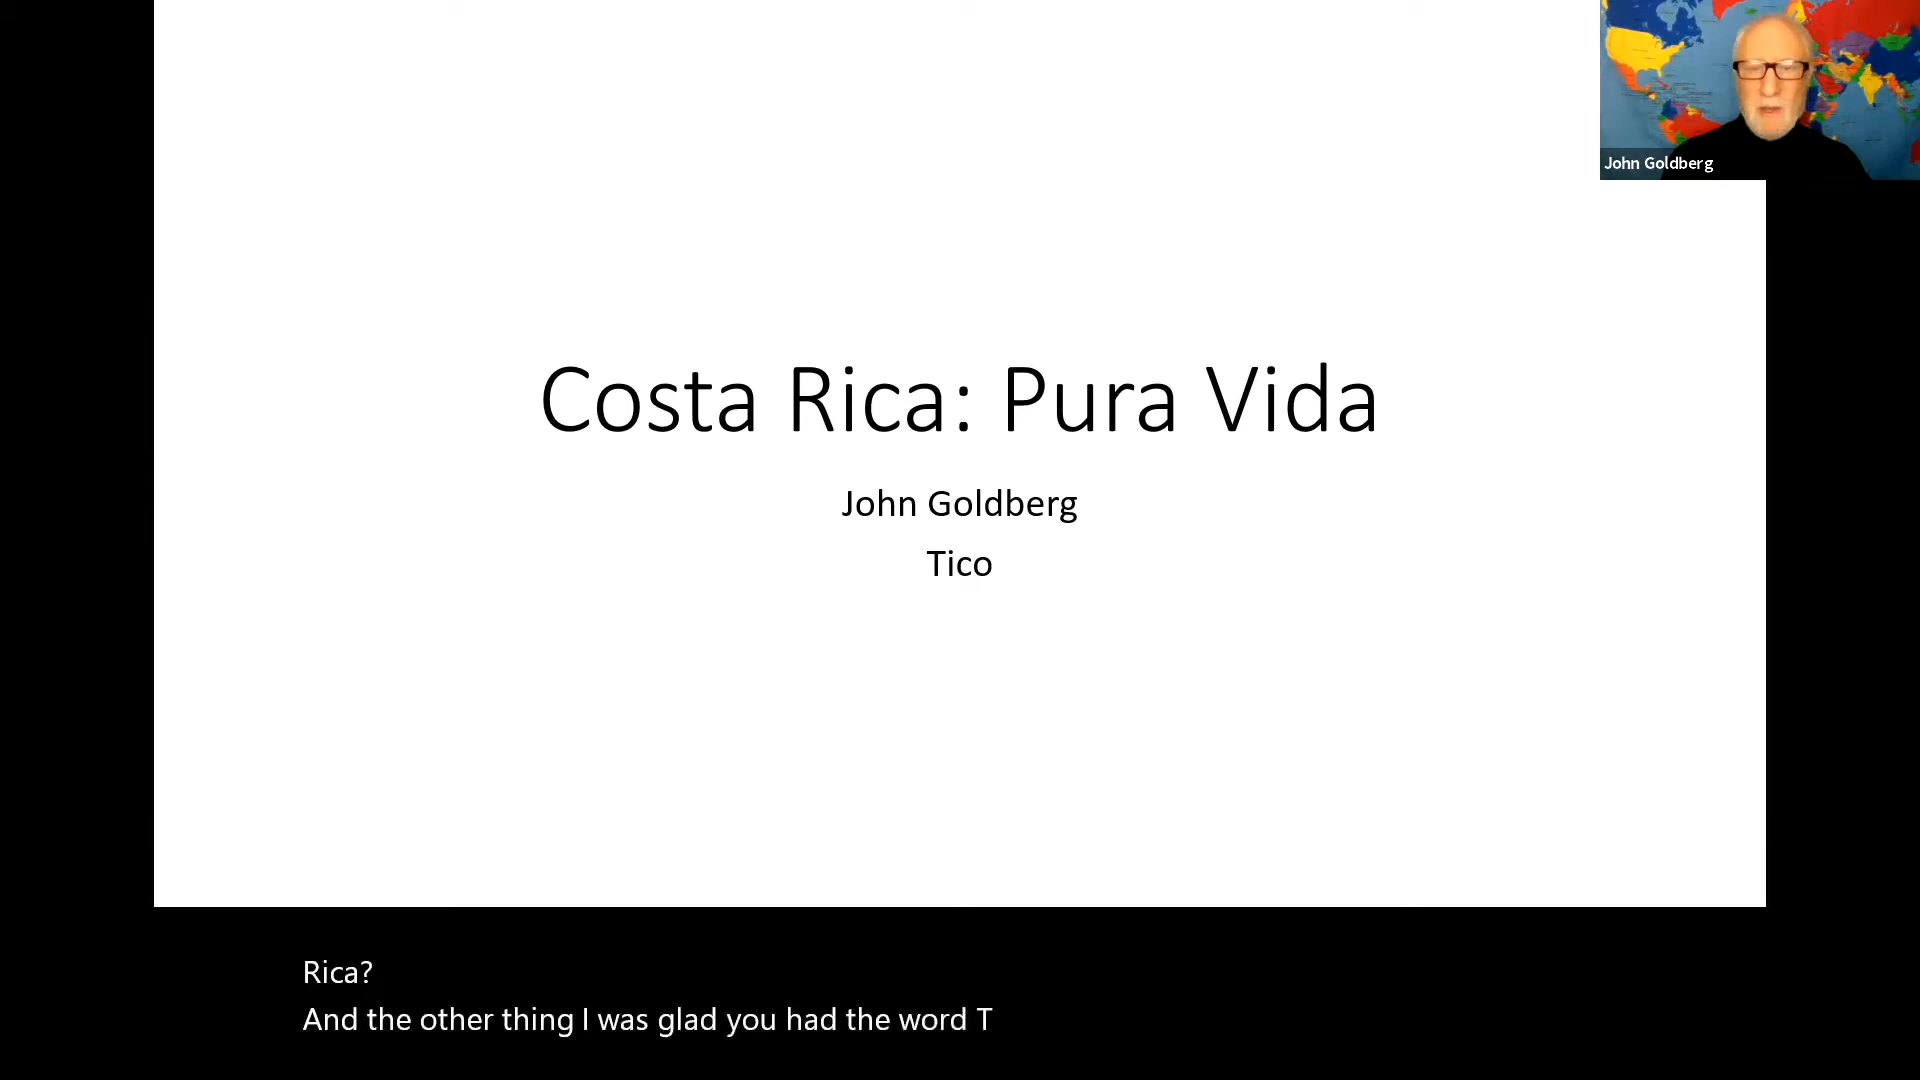 John Goldberg
Costa Rica: Pura Vida
John Goldberg
Tico
Rica?
And the other thing I was glad you had the word T